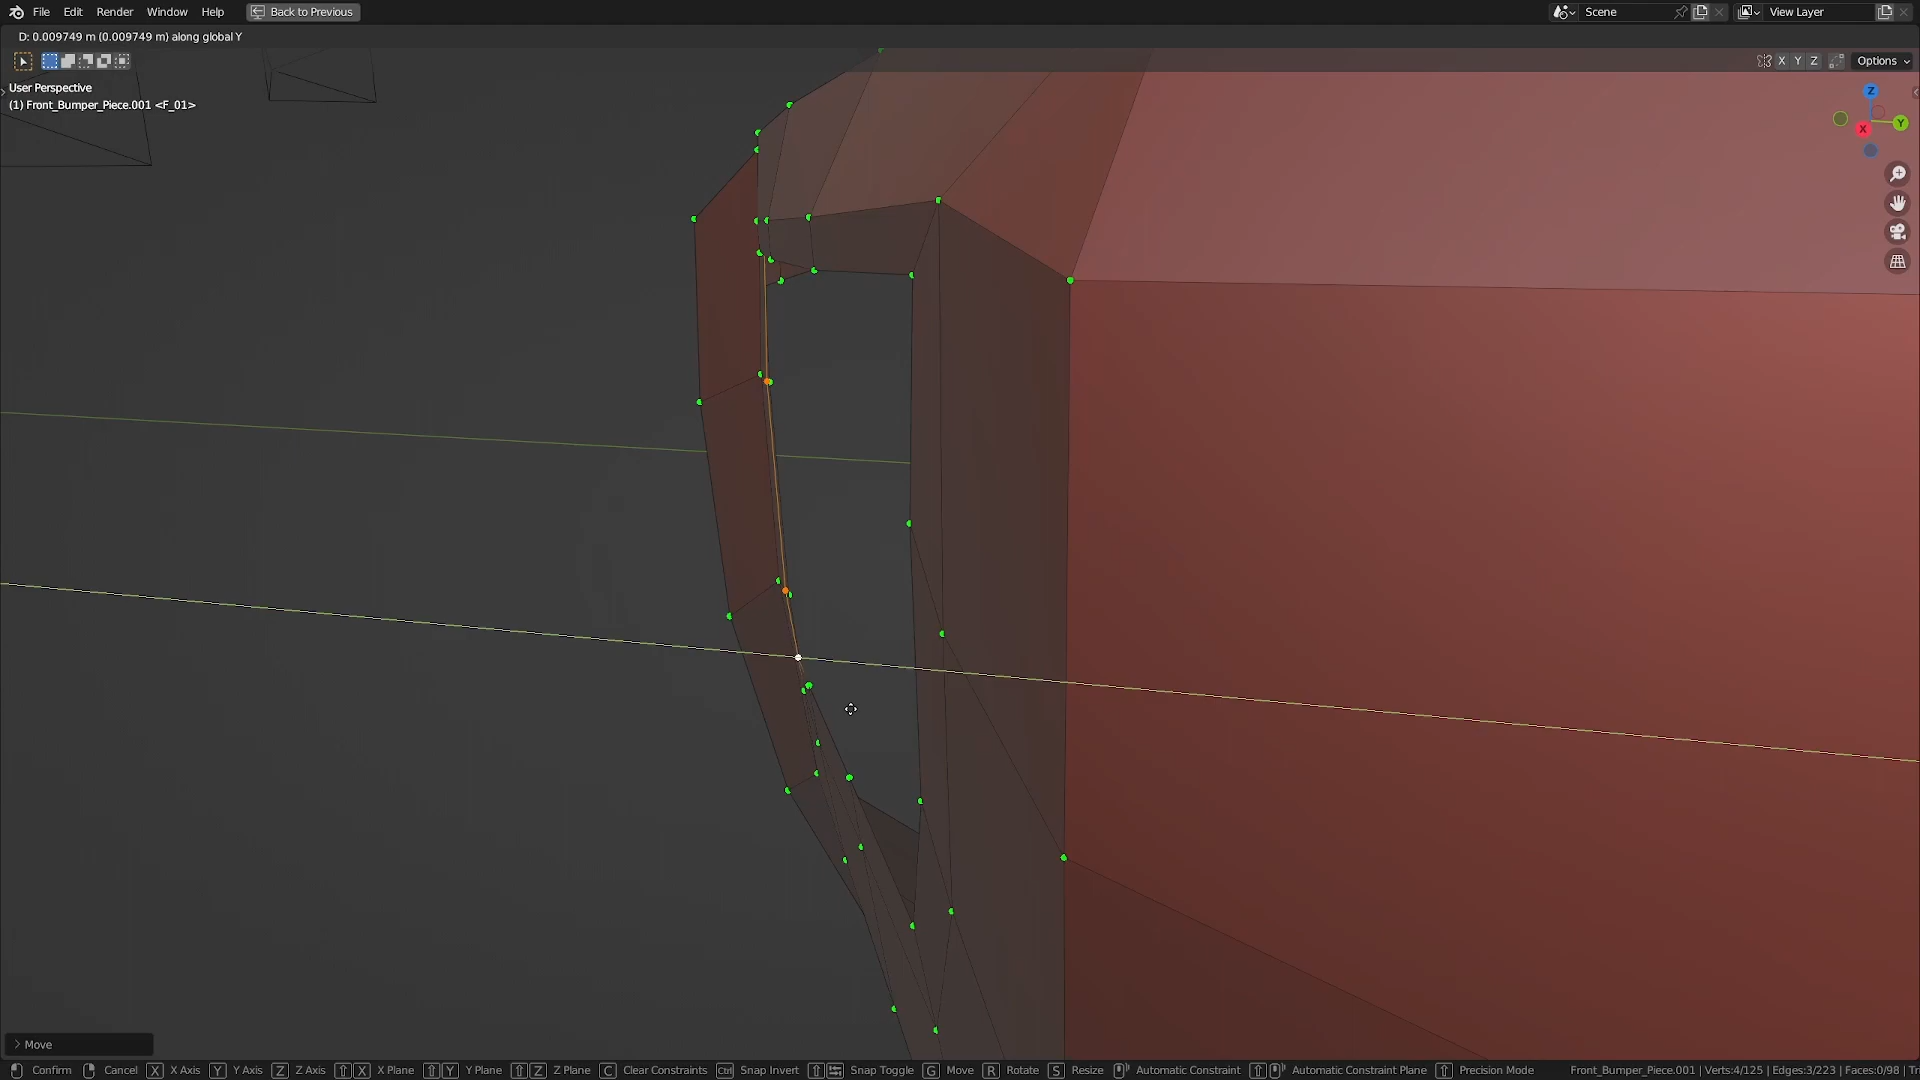 File Edit Render Window Help Back to Previous Scene View Layer
D: 0.009749 m (0.009749 m) along global Y
X Y Z Options
User Perspective
(1) Front_Bumper_Piece.001 <F_01>
Z
Y
X
Move
Confirm Cancel X X Axis Y Y Axis Z Z Axis X X Plane Y Y Plane Z Z Plane C Clear Constraints Ctrl Snap Invert Snap Toggle G Move R Rotate S Resize Automatic Constraint Automatic Constraint Plane Precision Mode Front_Bumper_Piece.001 | Verts:4/125 | Edges:3/223 | Faces:0/98 | Tr